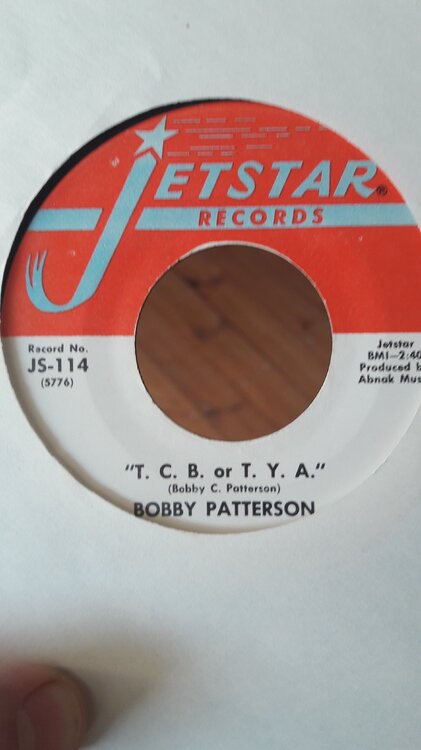 JETSTAR®
RECORDS
Record No.
JS-114
(5776)
Jetstar
BMI—2:40
Produced b
Abnak Mus
"T. C. B. or T. Y. A."
(Bobby C. Patterson)
BOBBY PATTERSON